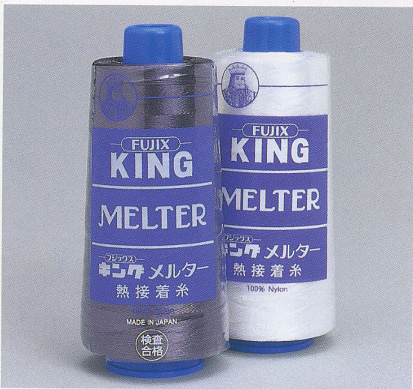 FUJIX
KING
MELTER
フジックス
キング メルター
熱接着糸
MADE IN JAPAN
検査
合格
FUJIX
KING
MELTER
フジックス
キング メルター
熱接着糸
100% Nylon